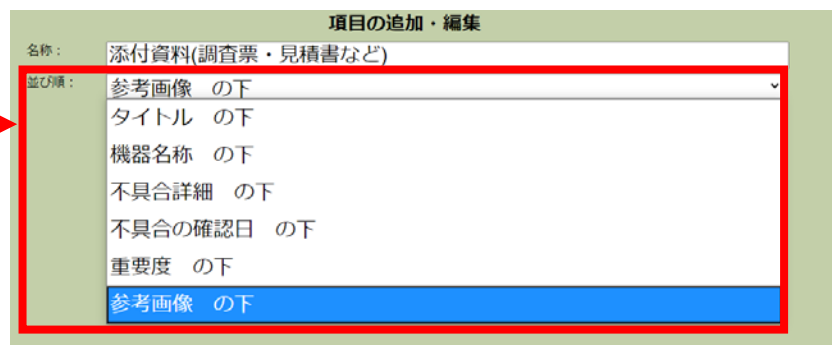 項目の追加・編集
名称： 添付資料(調査票・見積書など)
並び順： 参考画像　の下
タイトル　の下
機器名称　の下
不具合詳細　の下
不具合の確認日　の下
重要度　の下
参考画像　の下